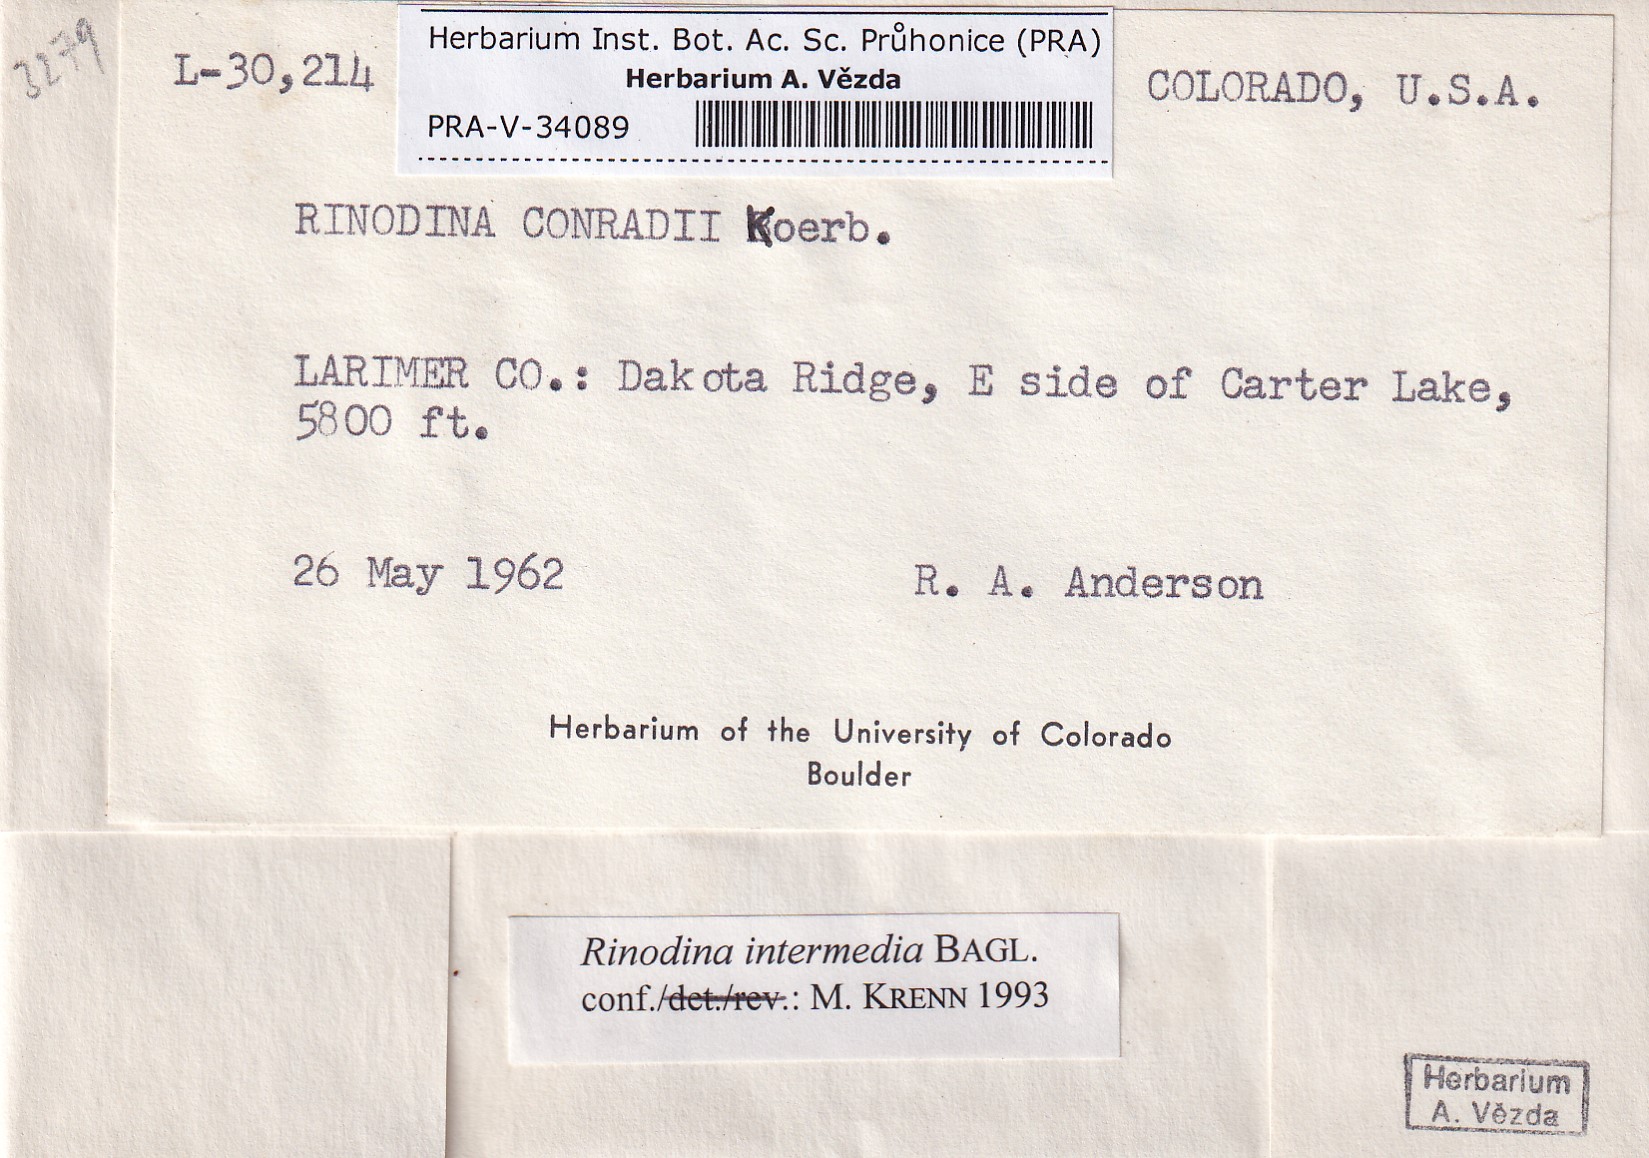 3279
L-30,214
Herbarium Inst. Bot. Ac. Sc. Průhonice (PRA)
Herbarium A. Vězda
PRA-V-34089
COLORADO, U.S.A.
RINODINA CONRADII Koerb.
LARIMER CO.: Dakota Ridge, E side of Carter Lake,
5800 ft.
26 May 1962 R. A. Anderson
Herbarium of the University of Colorado
Boulder
Rinodina intermedia BAGL.
conf./det./rev.: M. KRENN 1993
Herbarium
A. Vězda